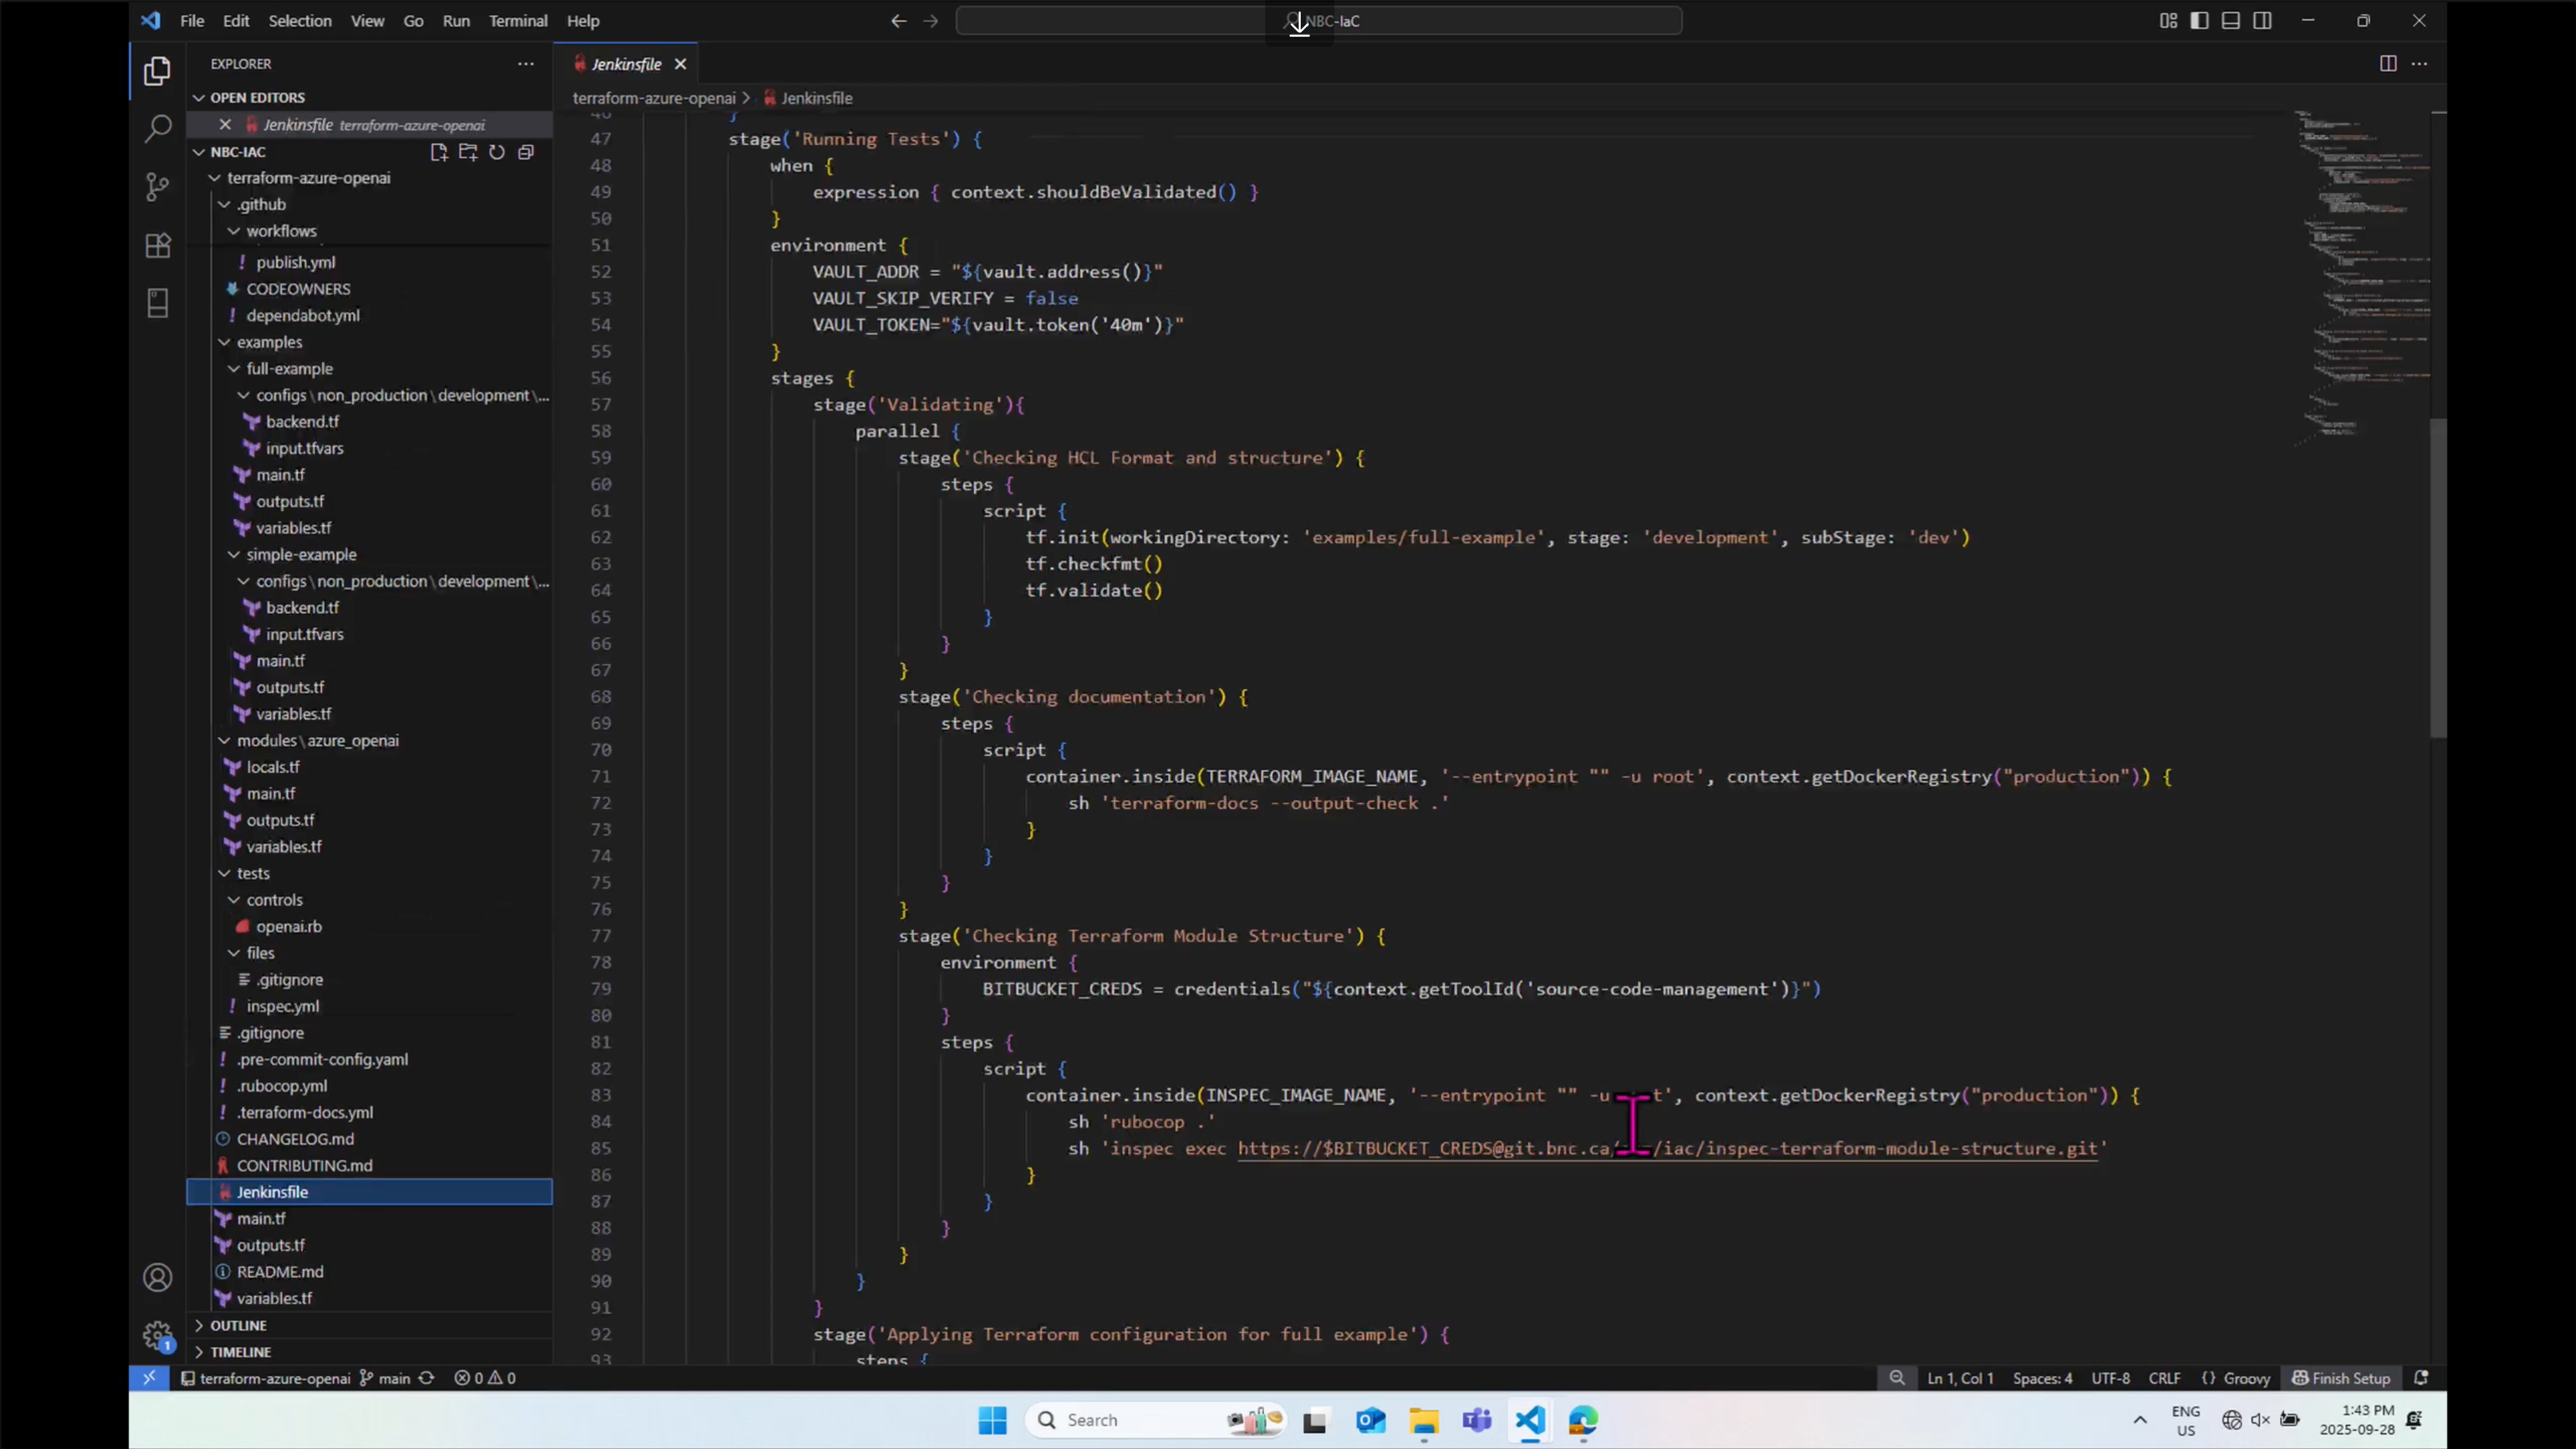 File Edit Selection View Go Run Terminal Help
NBC-IaC
EXPLORER
OPEN EDITORS
Jenkinsfile terraform-azure-openai
NBC-IAC
terraform-azure-openai
.github
workflows
publish.yml
CODEOWNERS
dependabot.yml
examples
full-example
configs\non_production\development\...
backend.tf
input.tfvars
main.tf
outputs.tf
variables.tf
simple-example
configs\non_production\development\...
backend.tf
input.tfvars
main.tf
outputs.tf
variables.tf
modules\azure_openai
locals.tf
main.tf
outputs.tf
variables.tf
tests
controls
openai.rb
files
.gitignore
inspec.yml
.gitignore
.pre-commit-config.yaml
.rubocop.yml
.terraform-docs.yml
CHANGELOG.md
CONTRIBUTING.md
Jenkinsfile
main.tf
outputs.tf
README.md
variables.tf
OUTLINE
TIMELINE
Jenkinsfile
terraform-azure-openai > Jenkinsfile
46 }
47 stage('Running Tests') {
48 when {
49 expression { context.shouldBeValidated() }
50 }
51 environment {
52 VAULT_ADDR = "${vault.address()}"
53 VAULT_SKIP_VERIFY = false
54 VAULT_TOKEN="${vault.token('40m')}"
55 }
56 stages {
57 stage('Validating'){
58 parallel {
59 stage('Checking HCL Format and structure') {
60 steps {
61 script {
62 tf.init(workingDirectory: 'examples/full-example', stage: 'development', subStage: 'dev')
63 tf.checkfmt()
64 tf.validate()
65 }
66 }
67 }
68 stage('Checking documentation') {
69 steps {
70 script {
71 container.inside(TERRAFORM_IMAGE_NAME, '--entrypoint "" -u root', context.getDockerRegistry("production")) {
72 sh 'terraform-docs --output-check .'
73 }
74 }
75 }
76 }
77 stage('Checking Terraform Module Structure') {
78 environment {
79 BITBUCKET_CREDS = credentials("${context.getToolId('source-code-management')}")
80 }
81 steps {
82 script {
83 container.inside(INSPEC_IMAGE_NAME, '--entrypoint "" -u t', context.getDockerRegistry("production")) {
84 sh 'rubocop .'
85 sh 'inspec exec https://$BITBUCKET_CREDS@git.bnc.ca/ /iac/inspec-terraform-module-structure.git'
86 }
87 }
88 }
89 }
90 }
91 }
92 stage('Applying Terraform configuration for full example') {
93 steps {
terraform-azure-openai main 0 0
Ln 1, Col 1 Spaces: 4 UTF-8 CRLF {} Groovy Finish Setup
1
Search
ENG
US
1:43 PM
2025-09-28